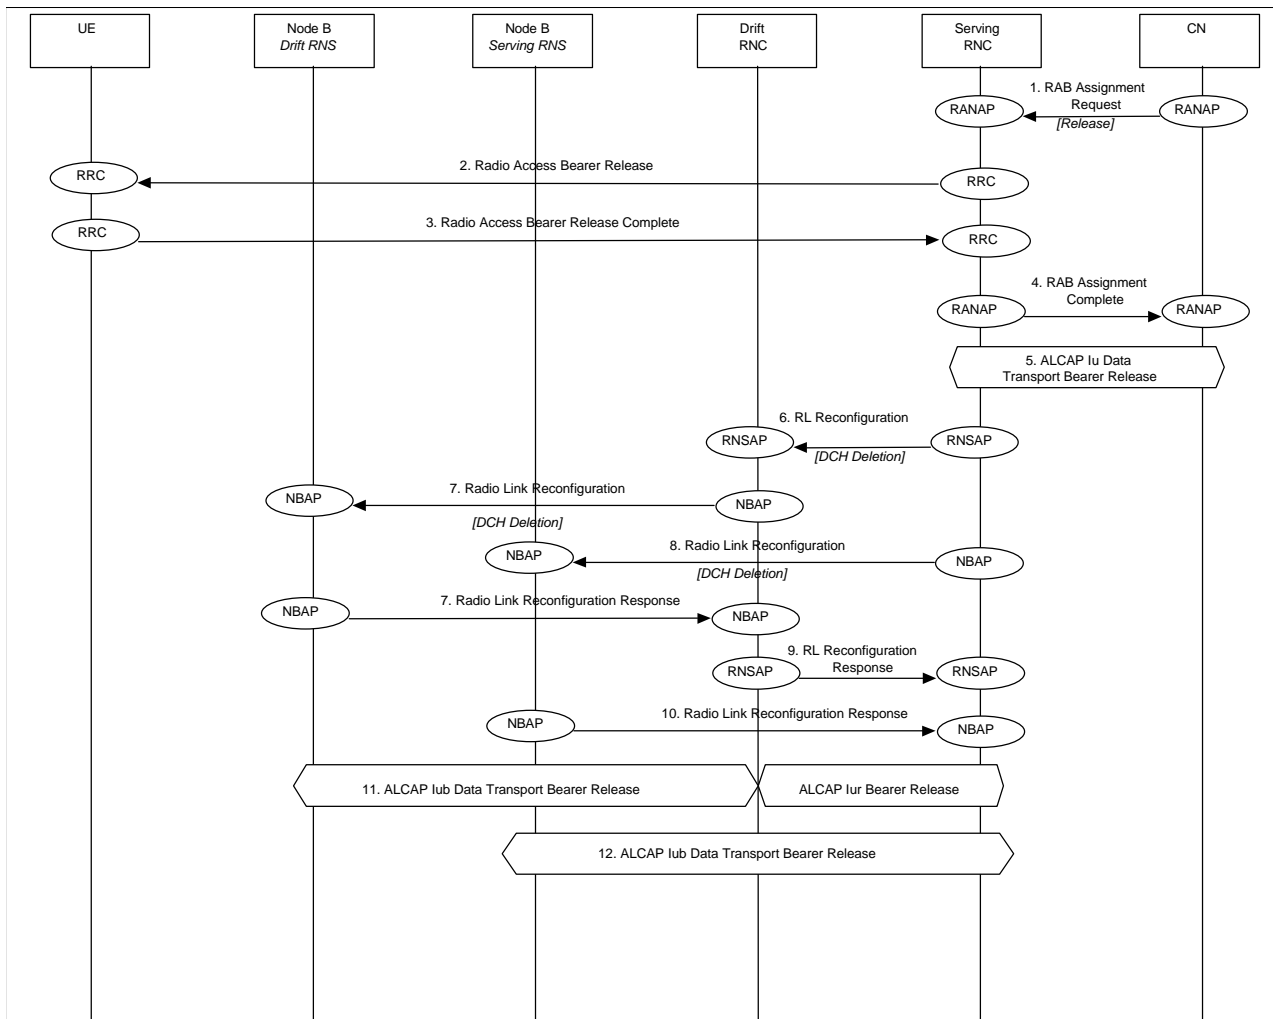 UE
Node B
Drift RNS
Node B
Serving RNS
Drift
RNC
Serving
RNC
CN
1. RAB Assignment
Request
[Release]
RANAP
RANAP
2. Radio Access Bearer Release
RRC
RRC
3. Radio Access Bearer Release Complete
RRC
RRC
4. RAB Assignment
Complete
RANAP
RANAP
5. ALCAP Iu Data
Transport Bearer Release
6. RL Reconfiguration
[DCH Deletion]
RNSAP
RNSAP
7. Radio Link Reconfiguration
[DCH Deletion]
NBAP
NBAP
8. Radio Link Reconfiguration
[DCH Deletion]
NBAP
NBAP
7. Radio Link Reconfiguration Response
NBAP
NBAP
9. RL Reconfiguration
Response
RNSAP
RNSAP
10. Radio Link Reconfiguration Response
NBAP
NBAP
11. ALCAP Iub Data Transport Bearer Release
ALCAP Iur Bearer Release
12. ALCAP Iub Data Transport Bearer Release